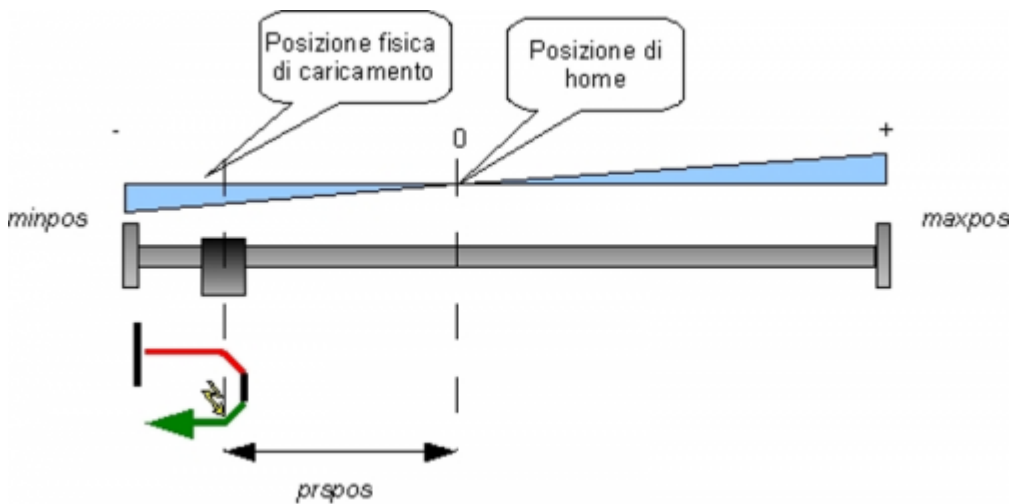 Posizione fisica
di caricamento
Posizione di
home
-
0
+
minpos
maxpos
prspos